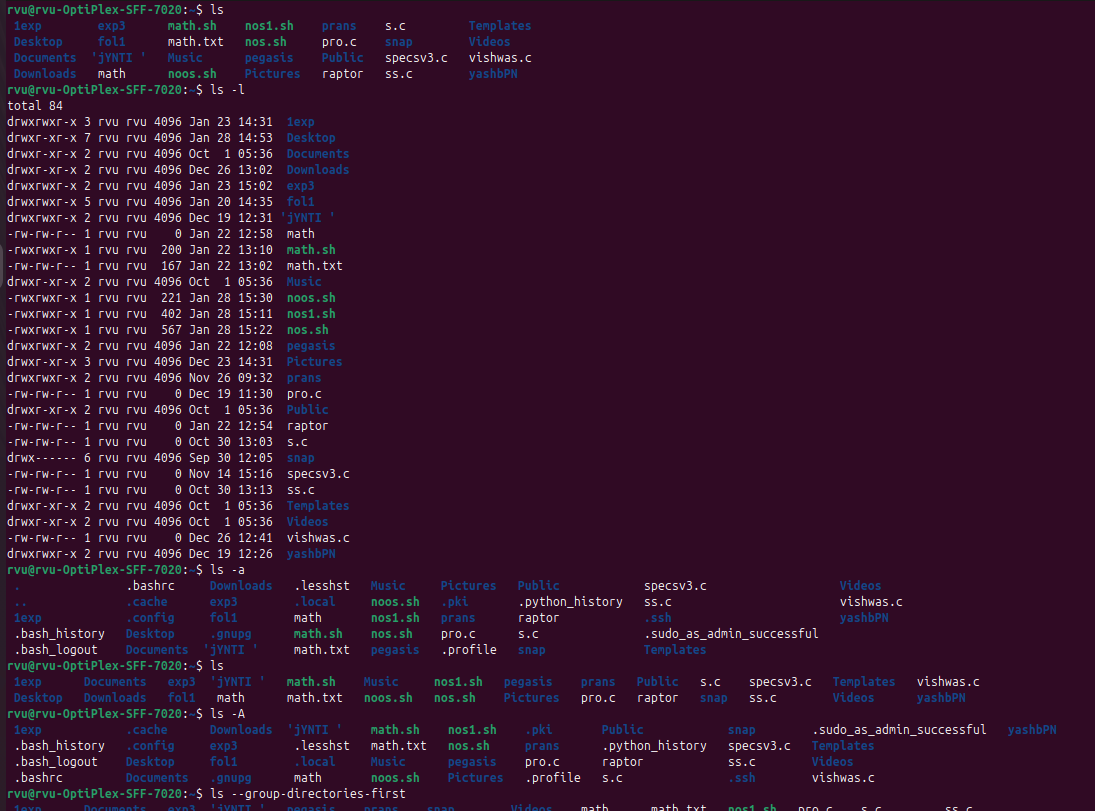 rvu@rvu-OptiPlex-SFF-7020:~$ ls
1exp exp3 math.sh nos1.sh prans s.c Templates
Desktop fol1 math.txt nos.sh pro.c snap Videos
Documents 'jYNTI ' Music pegasis Public specsv3.c vishwas.c
Downloads math noos.sh Pictures raptor ss.c yashbPN
rvu@rvu-OptiPlex-SFF-7020:~$ ls -l
total 84
drwxrwxr-x 3 rvu rvu 4096 Jan 23 14:31 1exp
drwxr-xr-x 7 rvu rvu 4096 Jan 28 14:53 Desktop
drwxr-xr-x 2 rvu rvu 4096 Oct  1 05:36 Documents
drwxr-xr-x 2 rvu rvu 4096 Dec 26 13:02 Downloads
drwxrwxr-x 2 rvu rvu 4096 Jan 23 15:02 exp3
drwxrwxr-x 5 rvu rvu 4096 Jan 20 14:35 fol1
drwxrwxr-x 2 rvu rvu 4096 Dec 19 12:31 'jYNTI '
-rw-rw-r-- 1 rvu rvu    0 Jan 22 12:58 math
-rwxrwxr-x 1 rvu rvu  200 Jan 22 13:10 math.sh
-rw-rw-r-- 1 rvu rvu  167 Jan 22 13:02 math.txt
drwxr-xr-x 2 rvu rvu 4096 Oct  1 05:36 Music
-rwxrwxr-x 1 rvu rvu  221 Jan 28 15:30 noos.sh
-rwxrwxr-x 1 rvu rvu  402 Jan 28 15:11 nos1.sh
-rwxrwxr-x 1 rvu rvu  567 Jan 28 15:22 nos.sh
drwxrwxr-x 2 rvu rvu 4096 Jan 22 12:08 pegasis
drwxr-xr-x 3 rvu rvu 4096 Dec 23 14:31 Pictures
drwxrwxr-x 2 rvu rvu 4096 Nov 26 09:32 prans
-rw-rw-r-- 1 rvu rvu    0 Dec 19 11:30 pro.c
drwxr-xr-x 2 rvu rvu 4096 Oct  1 05:36 Public
-rw-rw-r-- 1 rvu rvu    0 Jan 22 12:54 raptor
-rw-rw-r-- 1 rvu rvu    0 Oct 30 13:03 s.c
drwx------ 6 rvu rvu 4096 Sep 30 12:05 snap
-rw-rw-r-- 1 rvu rvu    0 Nov 14 15:16 specsv3.c
-rw-rw-r-- 1 rvu rvu    0 Oct 30 13:13 ss.c
drwxr-xr-x 2 rvu rvu 4096 Oct  1 05:36 Templates
drwxr-xr-x 2 rvu rvu 4096 Oct  1 05:36 Videos
-rw-rw-r-- 1 rvu rvu    0 Dec 26 12:41 vishwas.c
drwxrwxr-x 2 rvu rvu 4096 Dec 19 12:26 yashbPN
rvu@rvu-OptiPlex-SFF-7020:~$ ls -a
. .bashrc Downloads .lesshst Music Pictures Public specsv3.c Videos
.. .cache exp3 .local noos.sh .pki .python_history ss.c vishwas.c
1exp .config fol1 math nos1.sh prans raptor .ssh yashbPN
.bash_history Desktop .gnupg math.sh nos.sh pro.c s.c .sudo_as_admin_successful
.bash_logout Documents 'jYNTI ' math.txt pegasis .profile snap Templates
rvu@rvu-OptiPlex-SFF-7020:~$ ls
1exp Documents exp3 'jYNTI ' math.sh Music nos1.sh pegasis prans Public s.c specsv3.c Templates vishwas.c
Desktop Downloads fol1 math math.txt noos.sh nos.sh Pictures pro.c raptor snap ss.c Videos yashbPN
rvu@rvu-OptiPlex-SFF-7020:~$ ls -A
1exp .cache Downloads 'jYNTI ' math.sh nos1.sh .pki Public snap .sudo_as_admin_successful yashbPN
.bash_history .config exp3 .lesshst math.txt nos.sh prans .python_history specsv3.c Templates
.bash_logout Desktop fol1 .local Music pegasis pro.c raptor ss.c Videos
.bashrc Documents .gnupg math noos.sh Pictures .profile s.c .ssh vishwas.c
rvu@rvu-OptiPlex-SFF-7020:~$ ls --group-directories-first
1exp Documents exp3 'jYNTI ' pegasis prans snap Videos math math.txt nos1.sh pro.c s.c ss.c